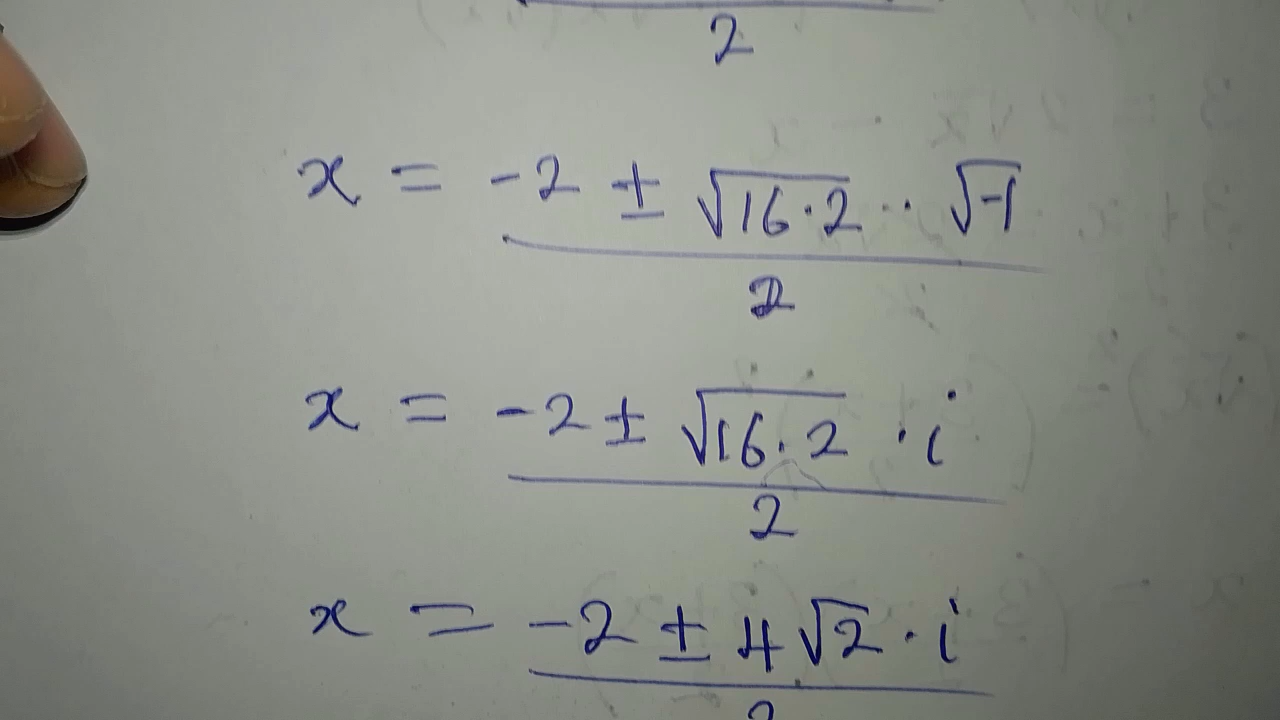 2
x = -2 ± √16·2 ·· √-1
2
x = -2 ± √16·2 · i
2
x = -2 ± 4√2 · i